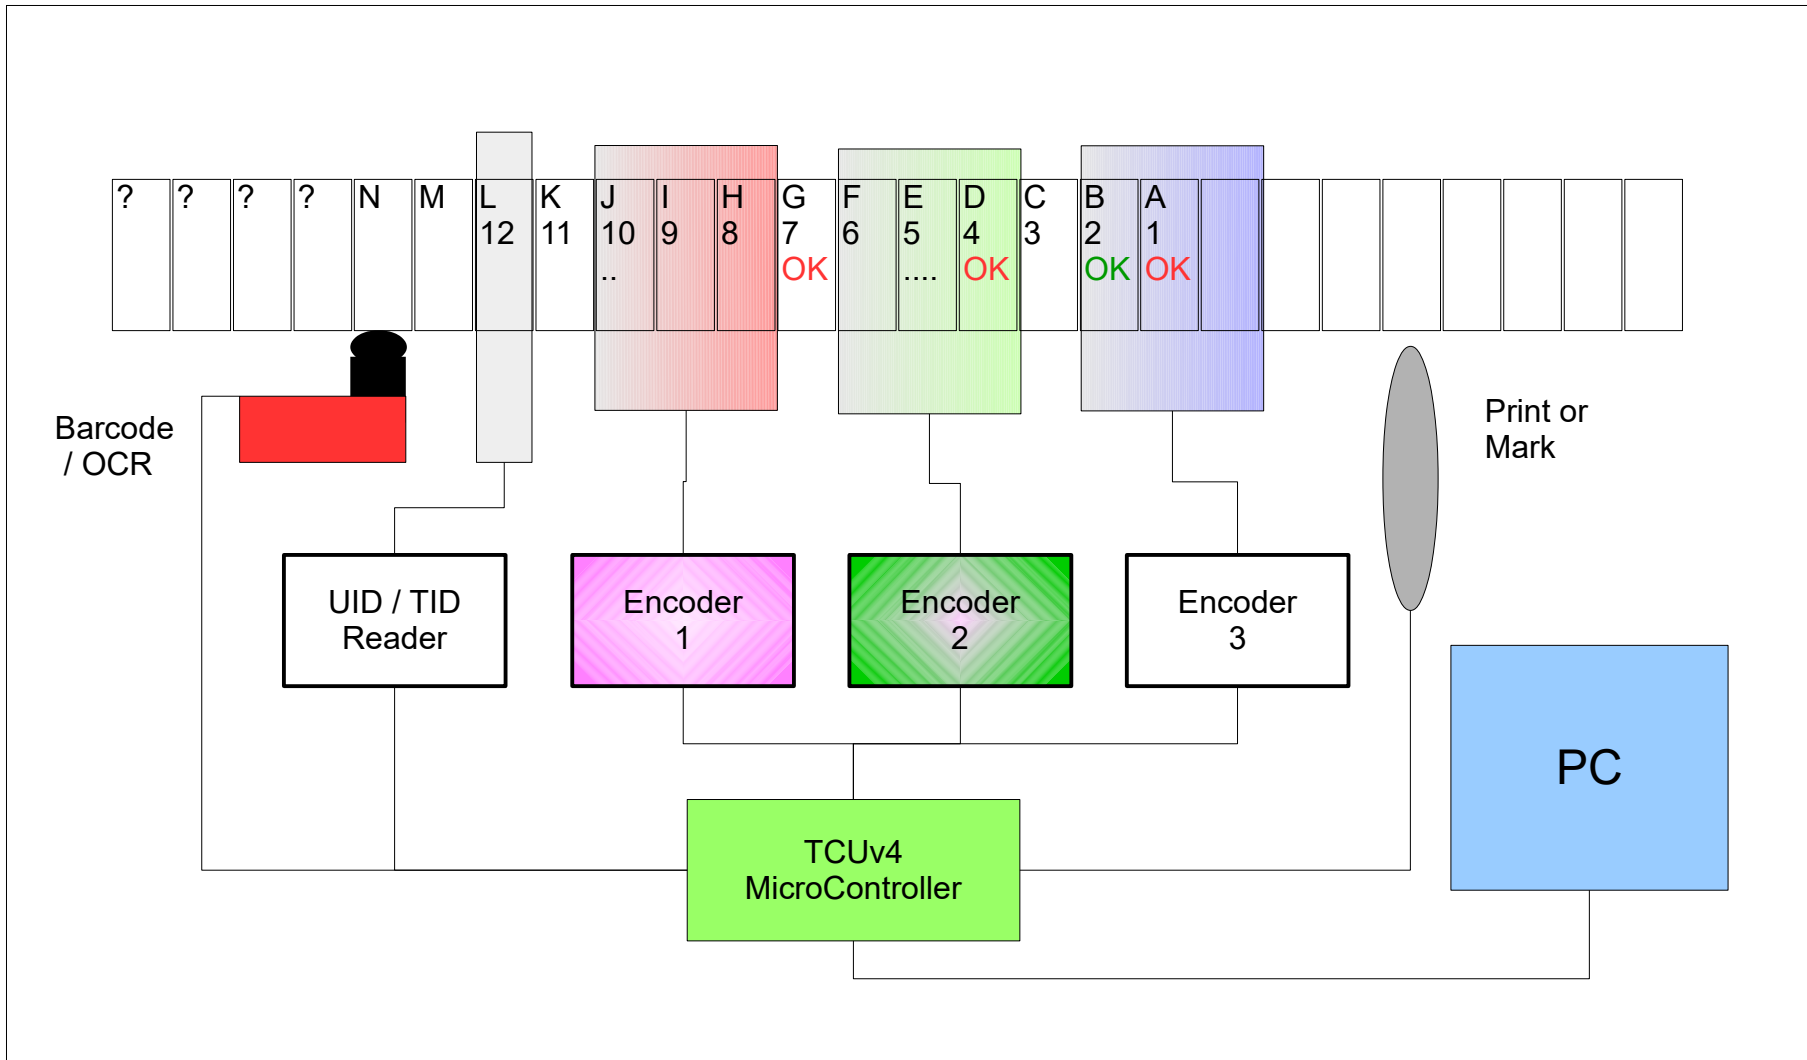 ? ? ? ? N M L K J I H G F E D C B A
12 11 10 9 8 7 6 5 4 3 2 1
.. OK .... OK OK OK
Barcode
/ OCR
Print or
Mark
UID / TID
Reader
Encoder
1
Encoder
2
Encoder
3
PC
TCUv4
MicroController